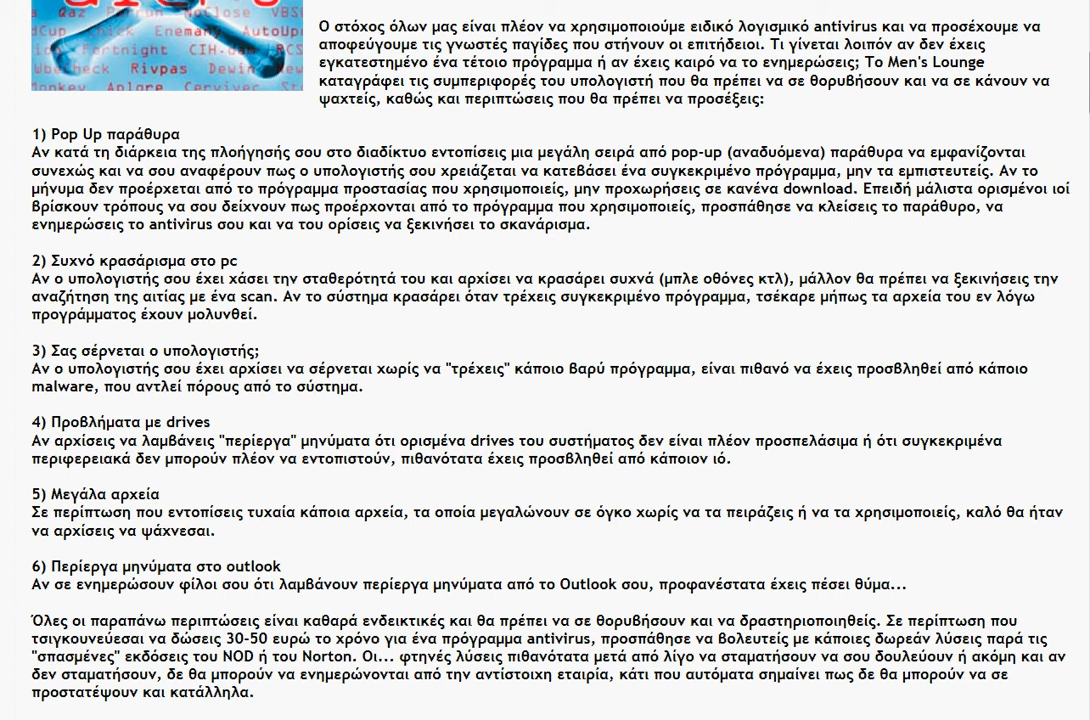 Qaz Perrun NoClose VBS
dCup Chick Enemany AutoUp
Fortnight CIH.dam RCS
Rivpas Dewin New
Monkey Aplore Cervivec
Ο στόχος όλων μας είναι πλέον να χρησιμοποιούμε ειδικό λογισμικό antivirus και να προσέχουμε να
αποφεύγουμε τις γνωστές παγίδες που στήνουν οι επιτήδειοι. Τι γίνεται λοιπόν αν δεν έχεις
εγκατεστημένο ένα τέτοιο πρόγραμμα ή αν έχεις καιρό να το ενημερώσεις; Το Men's Lounge
καταγράφει τις συμπεριφορές του υπολογιστή που θα πρέπει να σε θορυβήσουν και να σε κάνουν να
ψαχτείς, καθώς και περιπτώσεις που θα πρέπει να προσέξεις:
1) Pop Up παράθυρα
Αν κατά τη διάρκεια της πλοήγησής σου στο διαδίκτυο εντοπίσεις μια μεγάλη σειρά από pop-up (αναδυόμενα) παράθυρα να εμφανίζονται
συνεχώς και να σου αναφέρουν πως ο υπολογιστής σου χρειάζεται να κατεβάσει ένα συγκεκριμένο πρόγραμμα, μην τα εμπιστευτείς. Αν το
μήνυμα δεν προέρχεται από το πρόγραμμα προστασίας που χρησιμοποιείς, μην προχωρήσεις σε κανένα download. Επειδή μάλιστα ορισμένοι ιοί
βρίσκουν τρόπους να σου δείχνουν πως προέρχονται από το πρόγραμμα που χρησιμοποιείς, προσπάθησε να κλείσεις το παράθυρο, να
ενημερώσεις το antivirus σου και να του ορίσεις να ξεκινήσει το σκανάρισμα.
2) Συχνό κρασάρισμα στο pc
Αν ο υπολογιστής σου έχει χάσει την σταθερότητά του και αρχίσει να κρασάρει συχνά (μπλε οθόνες κτλ), μάλλον θα πρέπει να ξεκινήσεις την
αναζήτηση της αιτίας με ένα scan. Αν το σύστημα κρασάρει όταν τρέχεις συγκεκριμένο πρόγραμμα, τσέκαρε μήπως τα αρχεία του εν λόγω
προγράμματος έχουν μολυνθεί.
3) Σας σέρνεται ο υπολογιστής;
Αν ο υπολογιστής σου έχει αρχίσει να σέρνεται χωρίς να "τρέχεις" κάποιο βαρύ πρόγραμμα, είναι πιθανό να έχεις προσβληθεί από κάποιο
malware, που αντλεί πόρους από το σύστημα.
4) Προβλήματα με drives
Αν αρχίσεις να λαμβάνεις "περίεργα" μηνύματα ότι ορισμένα drives του συστήματος δεν είναι πλέον προσπελάσιμα ή ότι συγκεκριμένα
περιφερειακά δεν μπορούν πλέον να εντοπιστούν, πιθανότατα έχεις προσβληθεί από κάποιον ιό.
5) Μεγάλα αρχεία
Σε περίπτωση που εντοπίσεις τυχαία κάποια αρχεία, τα οποία μεγαλώνουν σε όγκο χωρίς να τα πειράζεις ή να τα χρησιμοποιείς, καλό θα ήταν
να αρχίσεις να ψάχνεσαι.
6) Περίεργα μηνύματα στο outlook
Αν σε ενημερώσουν φίλοι σου ότι λαμβάνουν περίεργα μηνύματα από το Outlook σου, προφανέστατα έχεις πέσει θύμα...
Όλες οι παραπάνω περιπτώσεις είναι καθαρά ενδεικτικές και θα πρέπει να σε θορυβήσουν και να δραστηριοποιηθείς. Σε περίπτωση που
τσιγκουνεύεσαι να δώσεις 30-50 ευρώ το χρόνο για ένα πρόγραμμα antivirus, προσπάθησε να βολευτείς με κάποιες δωρεάν λύσεις παρά τις
"σπασμένες" εκδόσεις του NOD ή του Norton. Οι... φτηνές λύσεις πιθανότατα μετά από λίγο να σταματήσουν να σου δουλεύουν ή ακόμη και αν
δεν σταματήσουν, δε θα μπορούν να ενημερώνονται από την αντίστοιχη εταιρία, κάτι που αυτόματα σημαίνει πως δε θα μπορούν να σε
προστατέψουν και κατάλληλα.